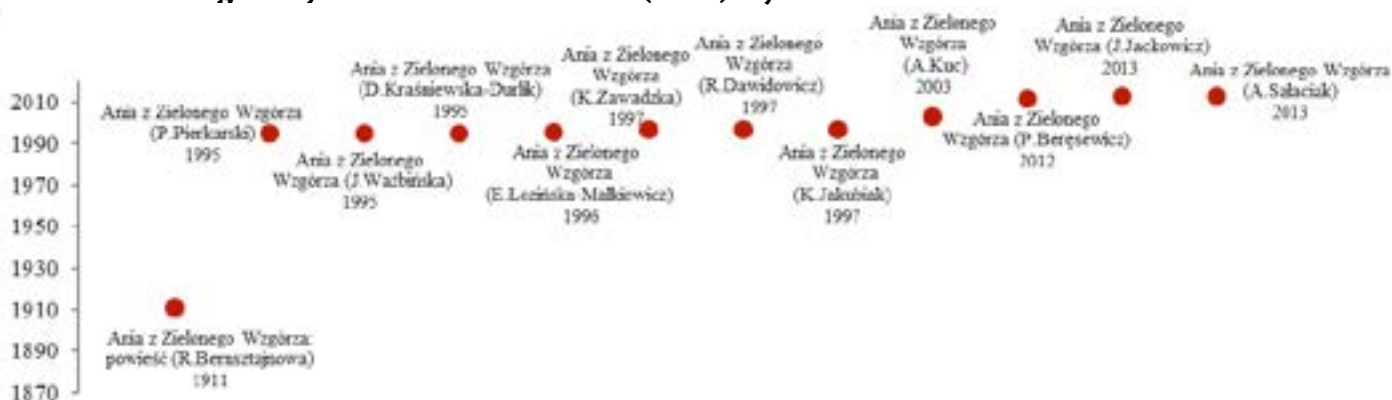 Ania z Zielonego Wzgórza
(P.Pierkarski)
1995
Ania z Zielonego
Wzgórza (J.Ważbińska)
1995
Ania z Zielonego Wzgórza
(D.Kraśniewska-Durlik)
1995
Ania z Zielonego
Wzgórza
(E.Łozińska-Małkiewicz)
1996
Ania z Zielonego
Wzgórza
(K.Zawadzka)
1997
Ania z Zielonego
Wzgórza
(R.Dawidowicz)
1997
Ania z Zielonego
Wzgórza
(K.Jakubiak)
1997
Ania z Zielonego
Wzgórza
(A.Kuc)
2003
Ania z Zielonego
Wzgórza (P.Beręsewicz)
2012
Ania z Zielonego
Wzgórza (J.Jackowicz)
2013
Ania z Zielonego Wzgórza
(A.Sałaciak)
2013
Ania z Zielonego Wzgórza:
powieść (R.Bernsztajnowa)
1911
2010
1990
1970
1950
1930
1910
1890
1870